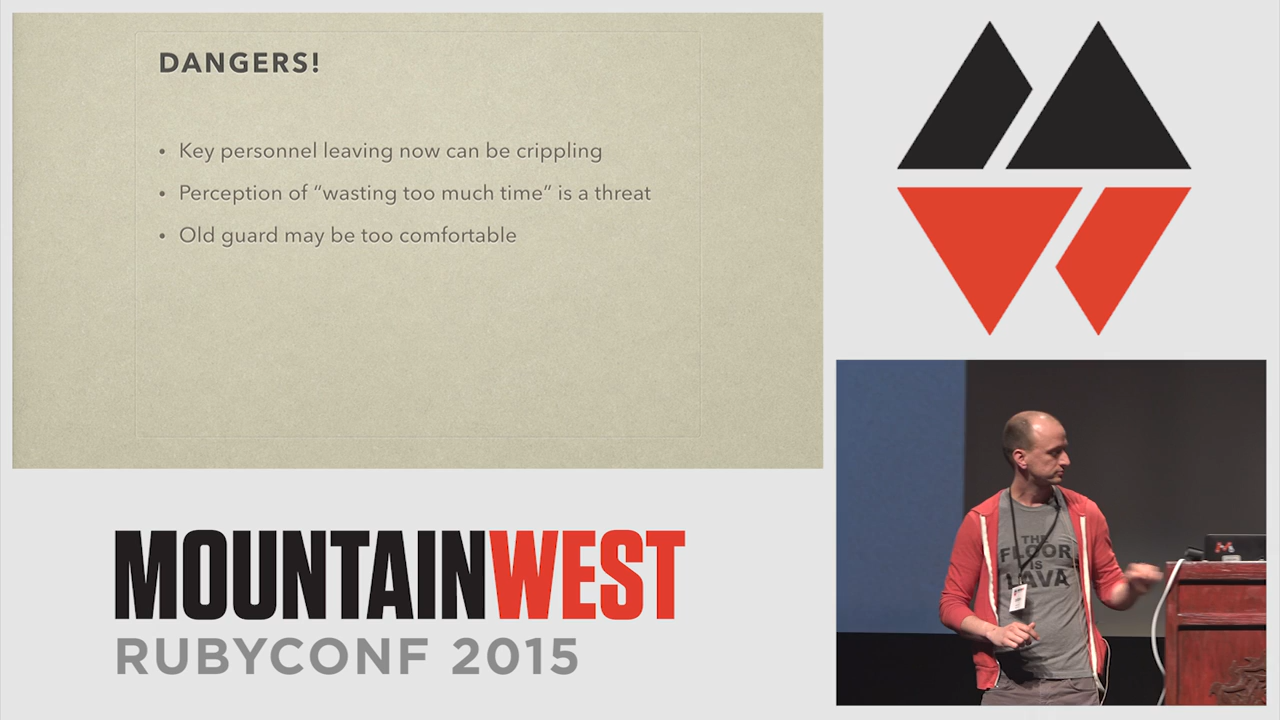 DANGERS!
• Key personnel leaving now can be crippling
• Perception of “wasting too much time” is a threat
• Old guard may be too comfortable
MOUNTAINWEST
RUBYCONF 2015
THE
FLOOR
IS
LAVA